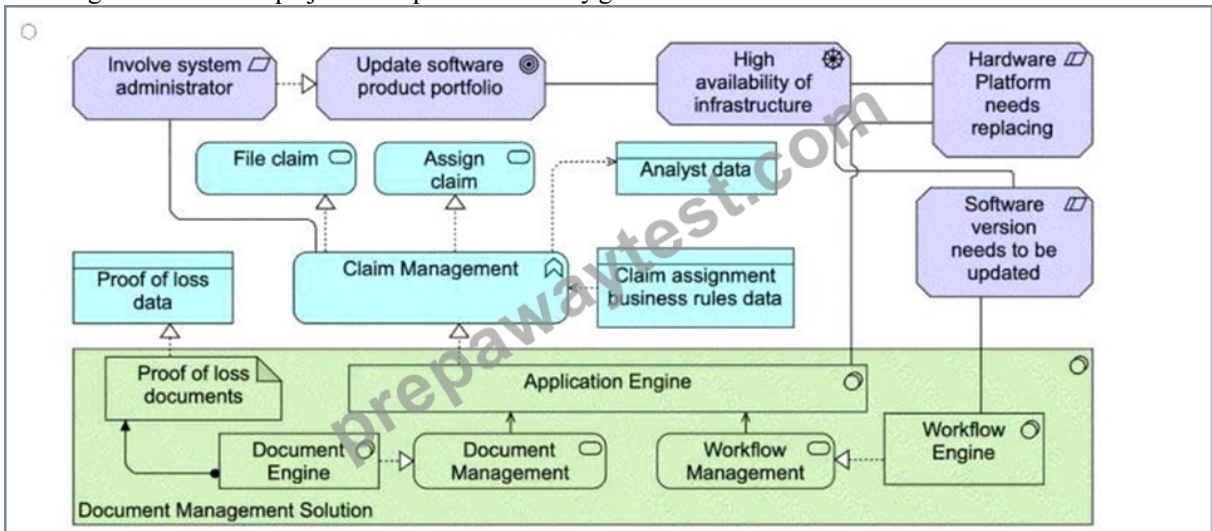 Involve system
administrator
Update software
product portfolio
High
availability of
infrastructure
Hardware
Platform
needs
replacing
File claim
Assign
claim
Analyst data
Software
version
needs to be
updated
Proof of loss
data
Claim Management
Claim assignment
business rules data
Proof of loss
documents
Application Engine
Document
Engine
Document
Management
Workflow
Management
Workflow
Engine
Document Management Solution
prepawaytest.com